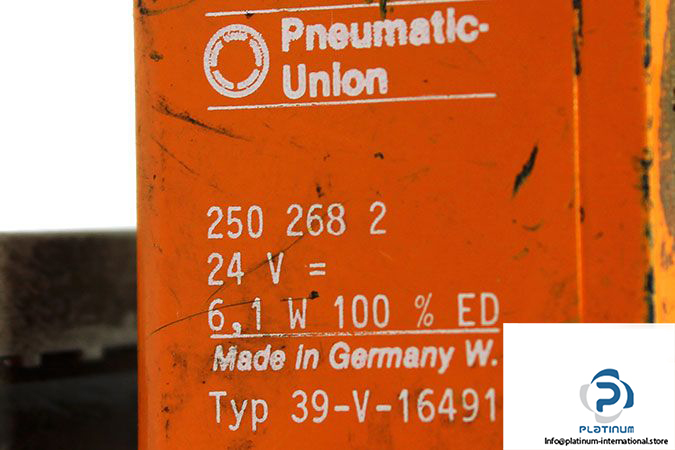 Pneumatic-
Union
250 268 2
24 V =
6,1 W 100 % ED
Made in Germany W.
Typ 39-V-16491
PLATINUM
Info@platinum-international.store